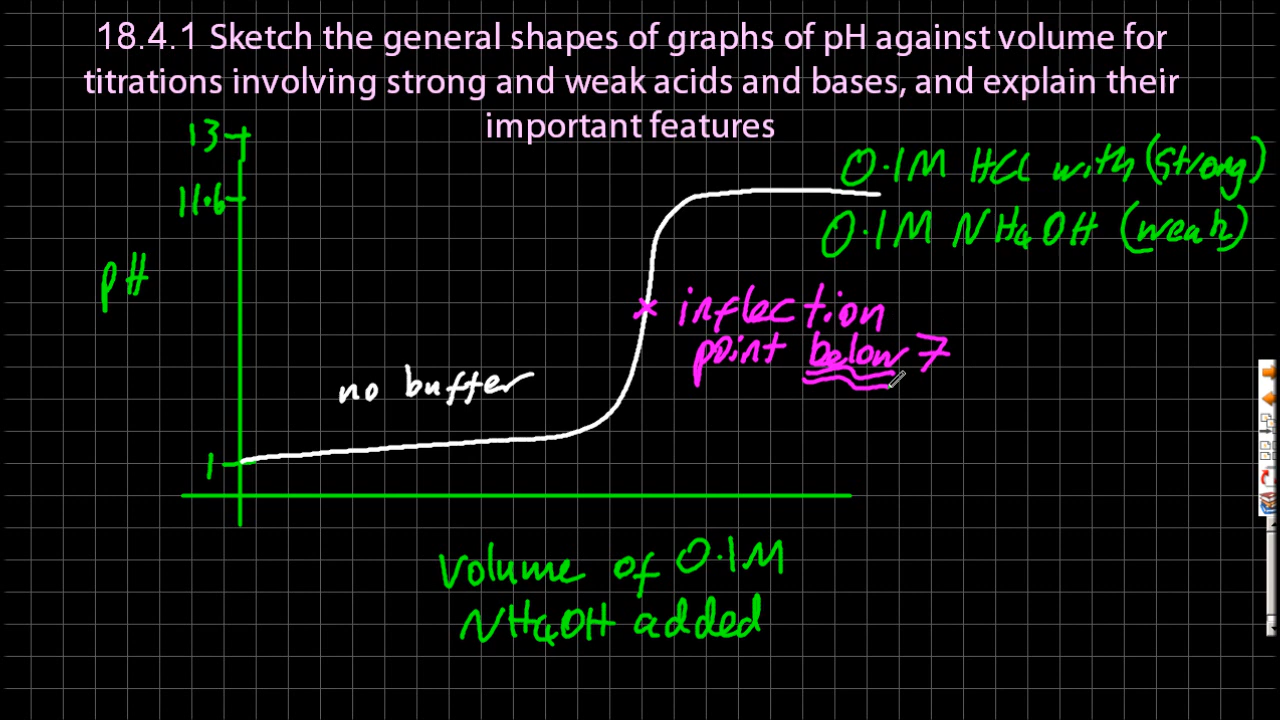 18.4.1 Sketch the general shapes of graphs of pH against volume for
titrations involving strong and weak acids and bases, and explain their
important features
13
11.6
pH
1
0.1M HCl with (strong)
0.1M NH4OH (weak)
inflection
point below 7
no buffer
Volume of 0.1M
NH4OH added